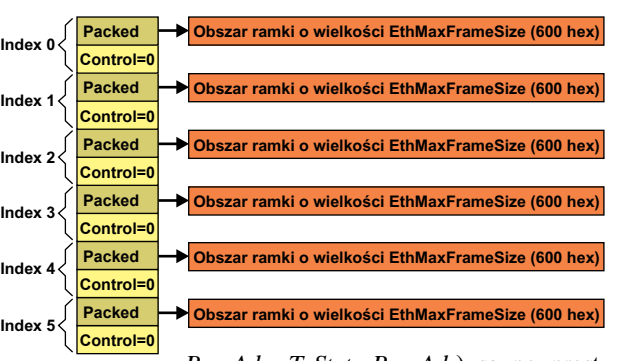 Index 0
Packed
Obszar ramki o wielkości EthMaxFrameSize (600 hex)
Control=0
Index 1
Packed
Obszar ramki o wielkości EthMaxFrameSize (600 hex)
Control=0
Index 2
Packed
Obszar ramki o wielkości EthMaxFrameSize (600 hex)
Control=0
Index 3
Packed
Obszar ramki o wielkości EthMaxFrameSize (600 hex)
Control=0
Index 4
Packed
Obszar ramki o wielkości EthMaxFrameSize (600 hex)
Control=0
Index 5
Packed
Obszar ramki o wielkości EthMaxFrameSize (600 hex)
Control=0